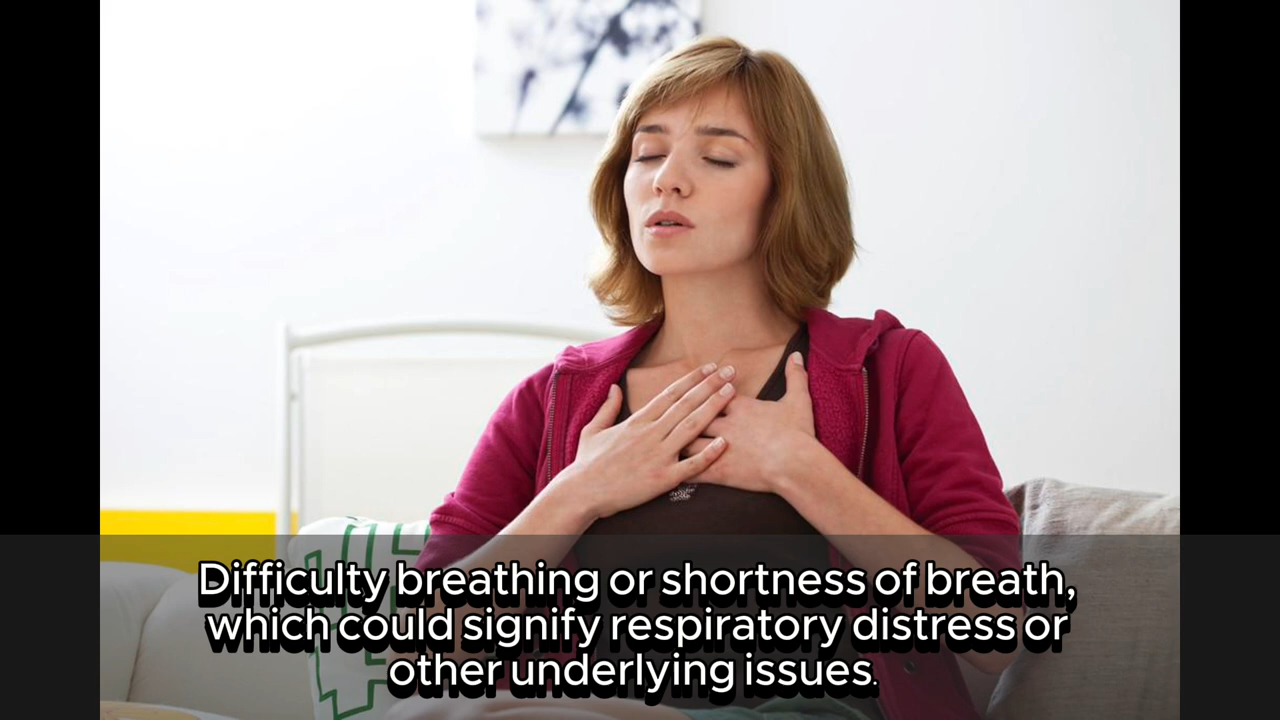 Difficulty breathing or shortness of breath,
which could signify respiratory distress or
other underlying issues.